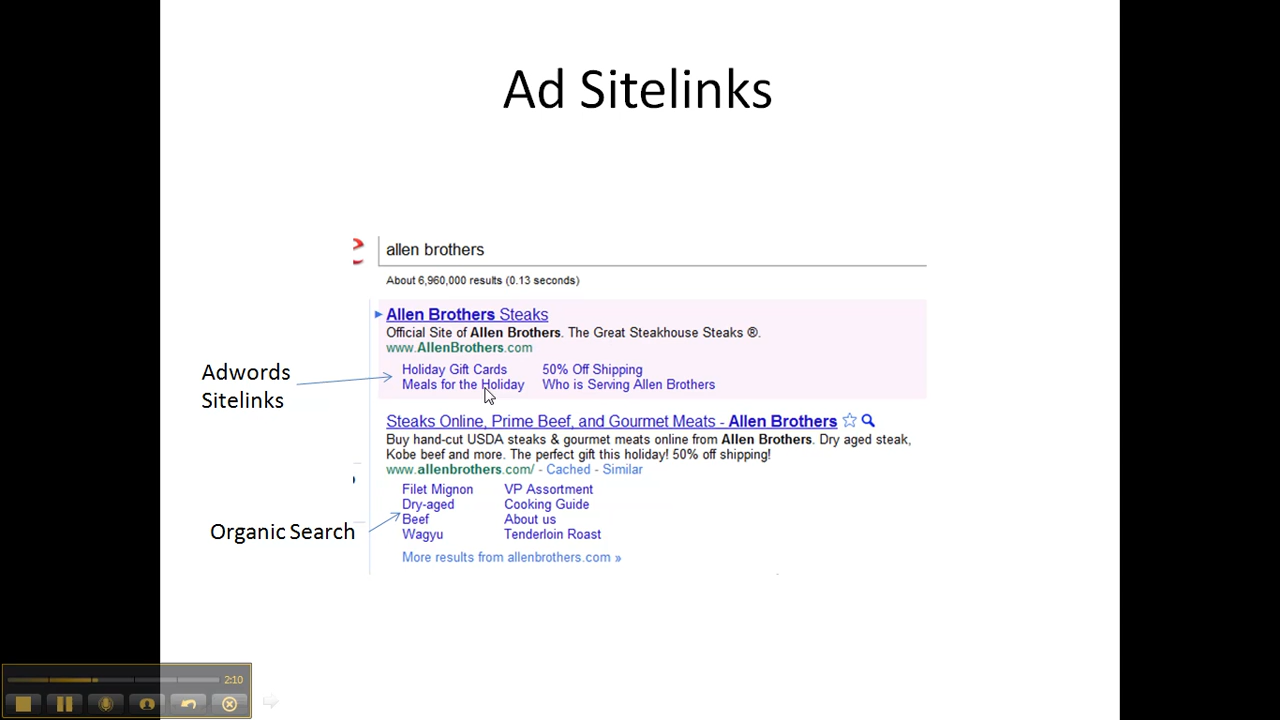 Ad Sitelinks
allen brothers
About 6,960,000 results (0.13 seconds)
Allen Brothers Steaks
Official Site of Allen Brothers. The Great Steakhouse Steaks ®.
www.AllenBrothers.com
Adwords
Sitelinks
Holiday Gift Cards 50% Off Shipping
Meals for the Holiday Who is Serving Allen Brothers
Steaks Online, Prime Beef, and Gourmet Meats - Allen Brothers
Buy hand-cut USDA steaks & gourmet meats online from Allen Brothers. Dry aged steak,
Kobe beef and more. The perfect gift this holiday! 50% off shipping!
www.allenbrothers.com/ - Cached - Similar
Organic Search
Filet Mignon VP Assortment
Dry-aged Cooking Guide
Beef About us
Wagyu Tenderloin Roast
More results from allenbrothers.com »
2:10